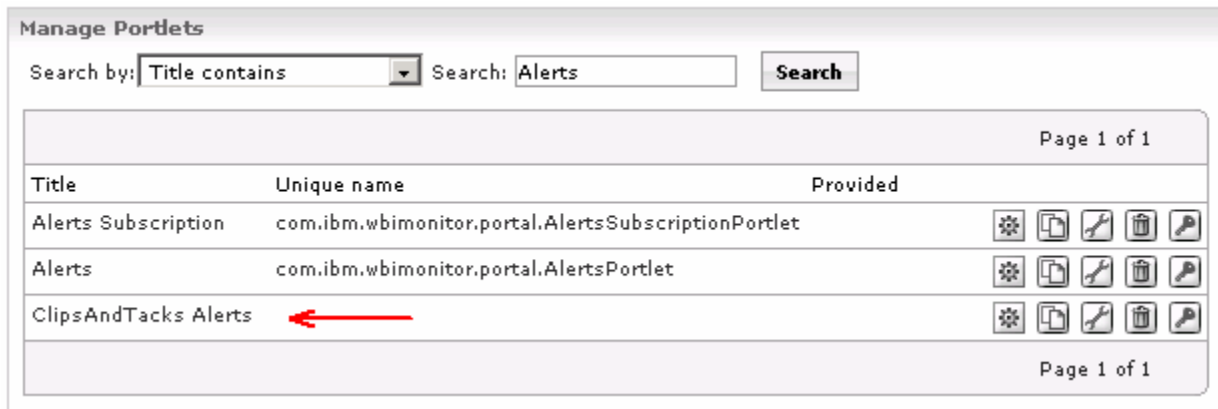 Manage Portlets
Search by: Title contains Search: Alerts Search
Page 1 of 1
Title Unique name Provided
Alerts Subscription com.ibm.wbimonitor.portal.AlertsSubscriptionPortlet
Alerts com.ibm.wbimonitor.portal.AlertsPortlet
ClipsAndTacks Alerts
Page 1 of 1